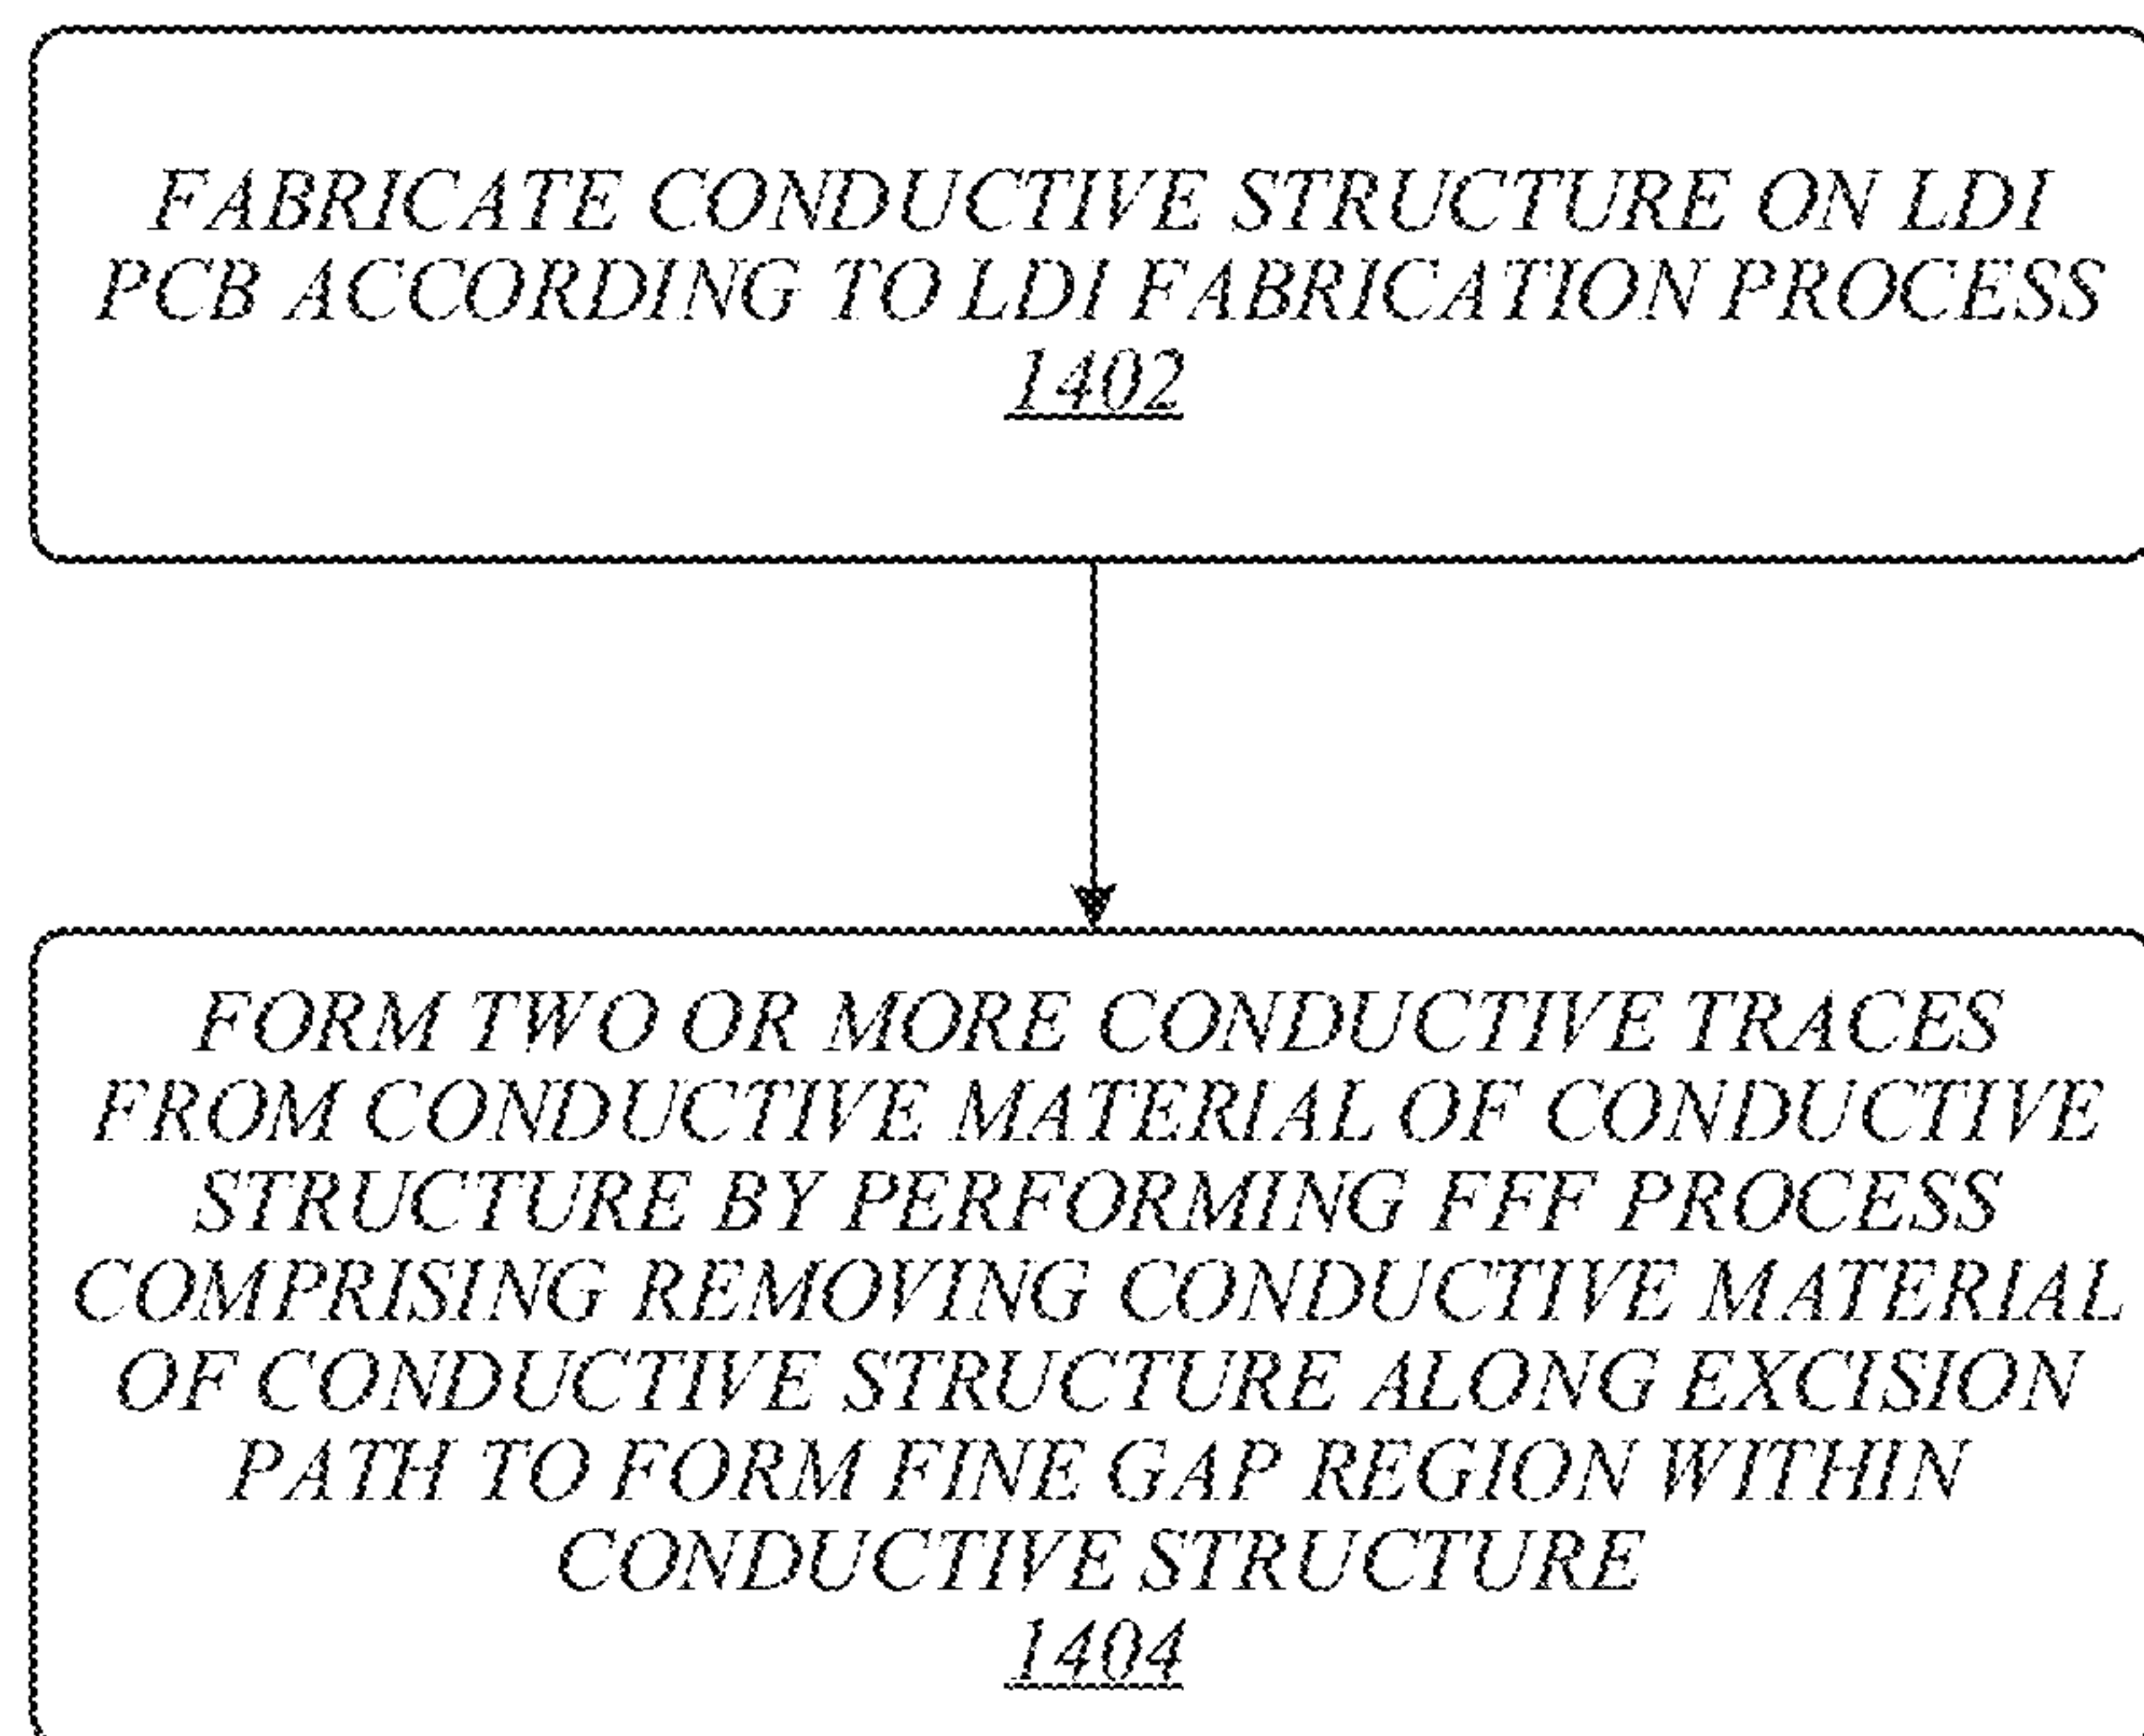 FABRICATE CONDUCTIVE STRUCTURE ON LDI
PCB ACCORDING TO LDI FABRICATION PROCESS
1402
FORM TWO OR MORE CONDUCTIVE TRACES
FROM CONDUCTIVE MATERIAL OF CONDUCTIVE
STRUCTURE BY PERFORMING FFF PROCESS
COMPRISING REMOVING CONDUCTIVE MATERIAL
OF CONDUCTIVE STRUCTURE ALONG EXCISION
PATH TO FORM FINE GAP REGION WITHIN
CONDUCTIVE STRUCTURE
1404